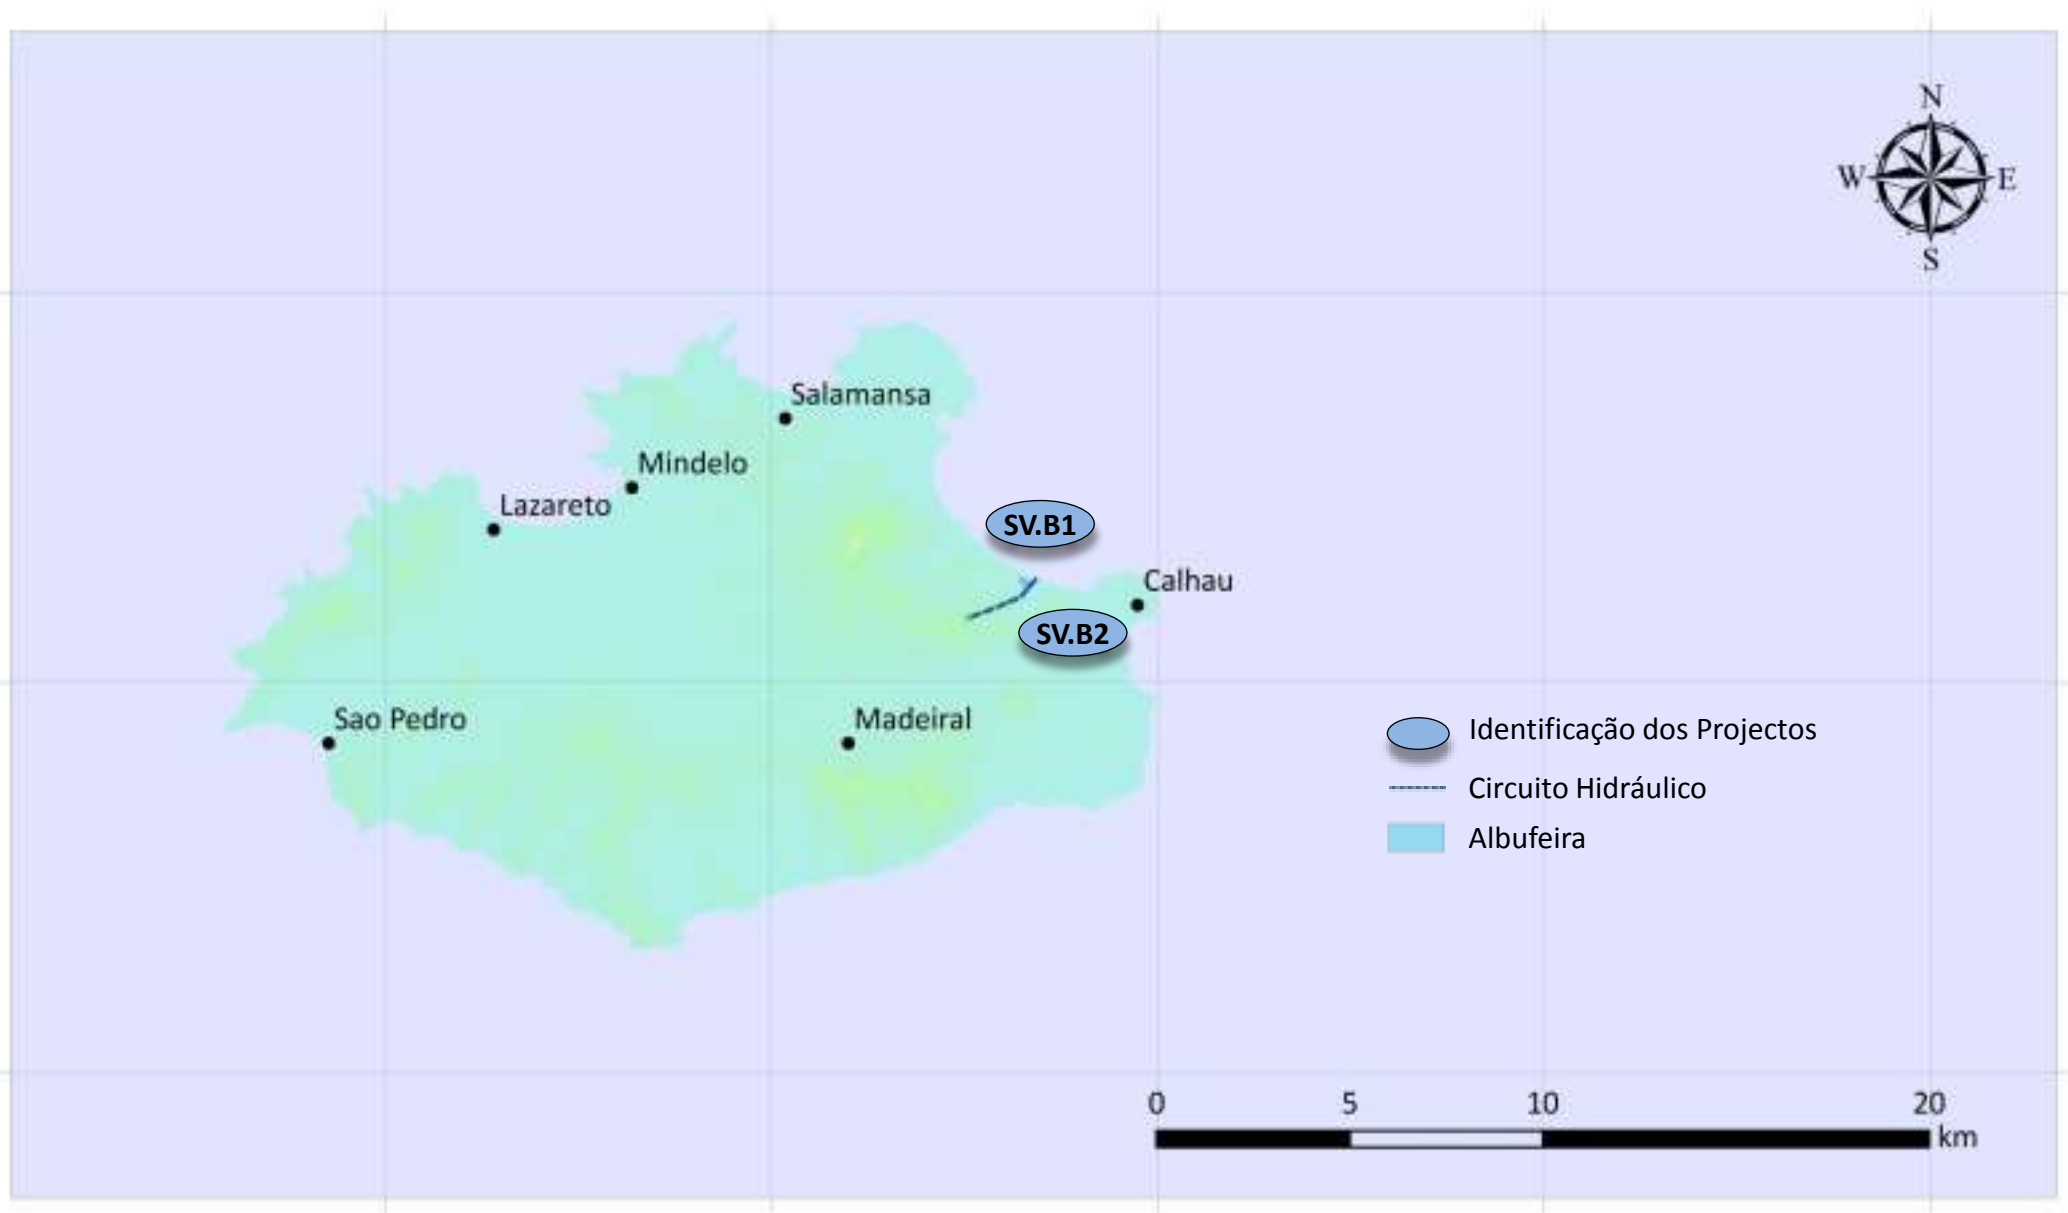 N
W
E
S
Salamansa
Mindelo
Lazareto
SV.B1
Calhau
SV.B2
Sao Pedro
Madeiral
Identificação dos Projectos
Circuito Hidráulico
Albufeira
0 5 10 20
km